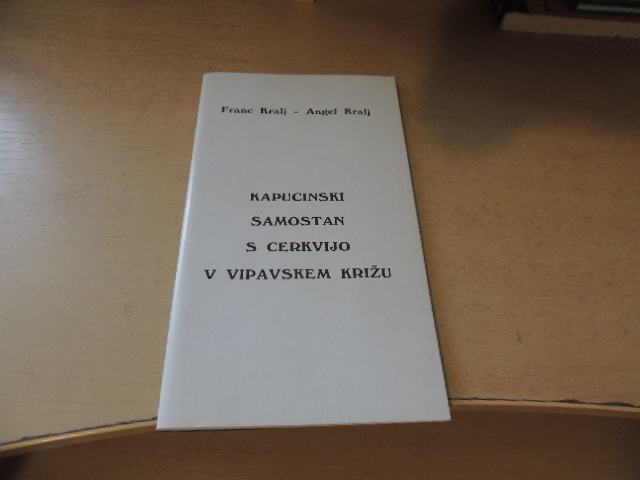 Franc Kralj - Angel Kralj
KAPUCINSKI
SAMOSTAN
S CERKVIJO
V VIPAVSKEM KRIŽU